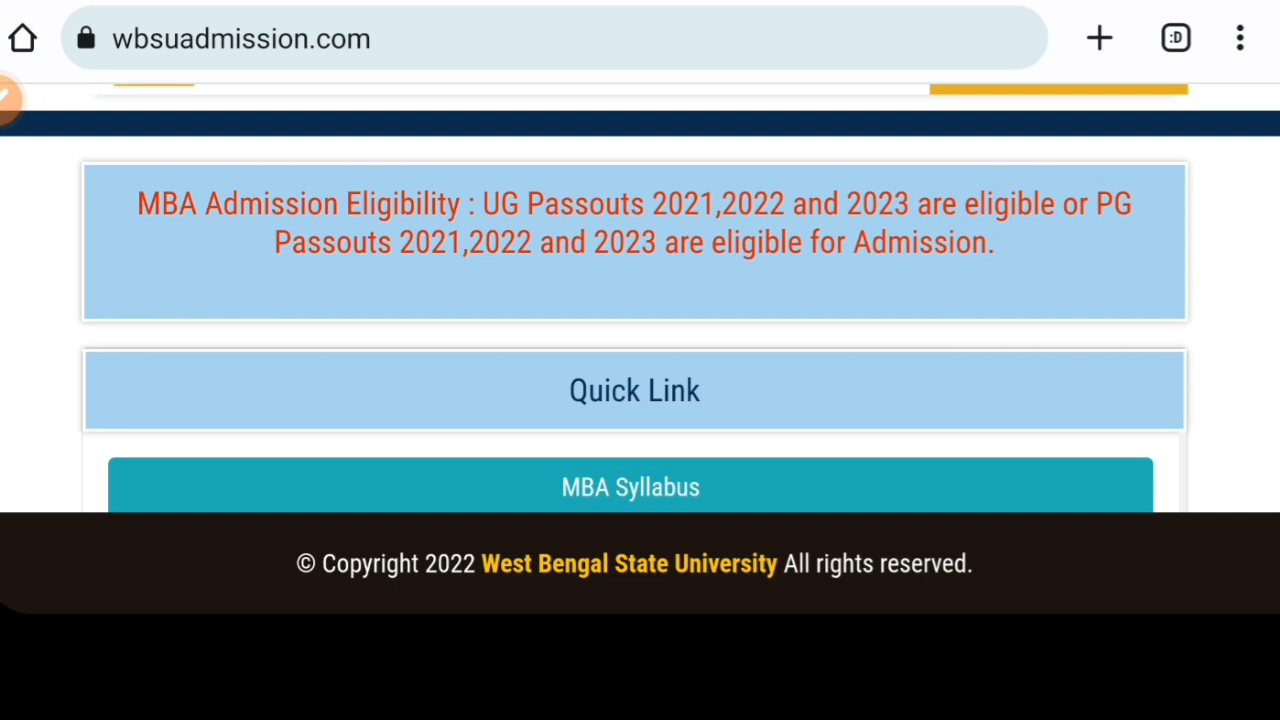 wbsuadmission.com
:D
MBA Admission Eligibility : UG Passouts 2021,2022 and 2023 are eligible or PG
Passouts 2021,2022 and 2023 are eligible for Admission.
Quick Link
MBA Syllabus
© Copyright 2022 West Bengal State University All rights reserved.